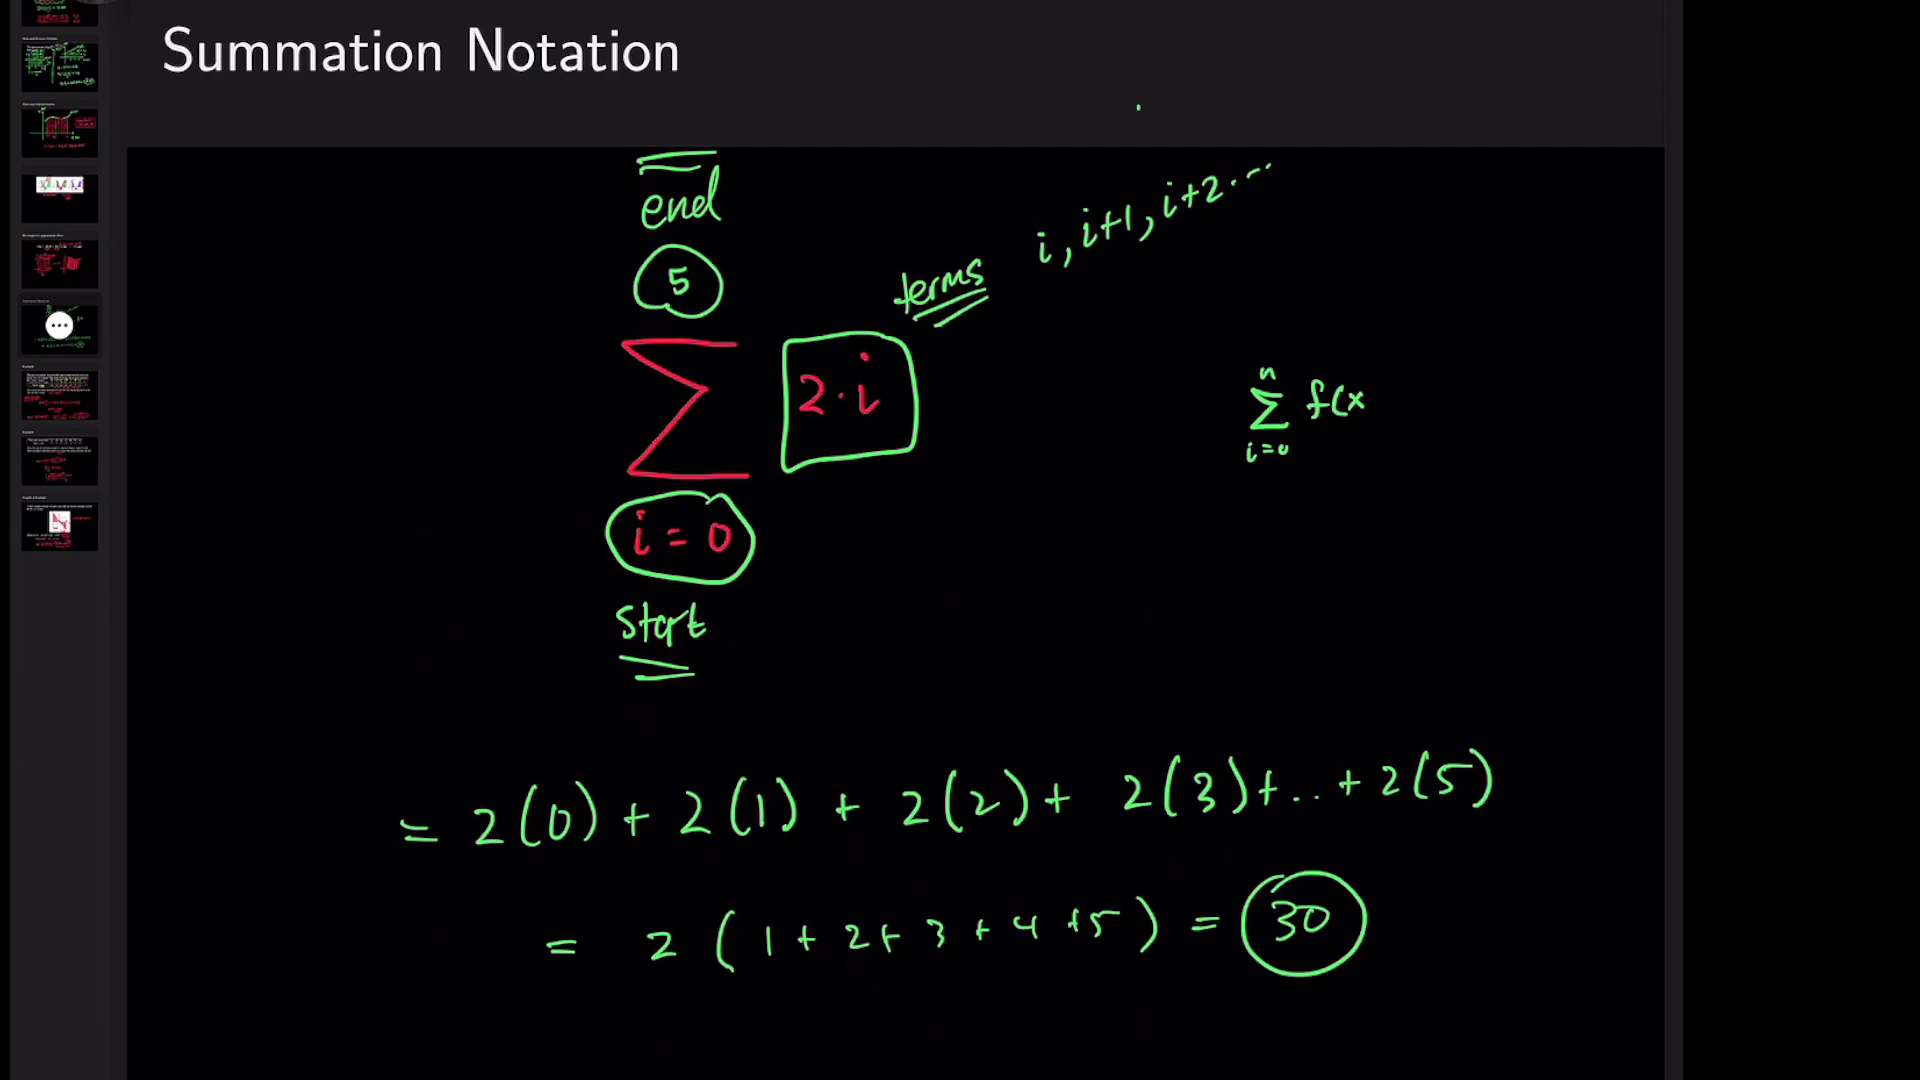 Summation Notation
end
5
terms
i, i+1, i+2...
∑ 2·i
i = 0
start
n
∑ f(x
i=0
= 2(0) + 2(1) + 2(2) + 2(3) + .. + 2(5)
= 2 (1 + 2 + 3 + 4 + 5) = 30